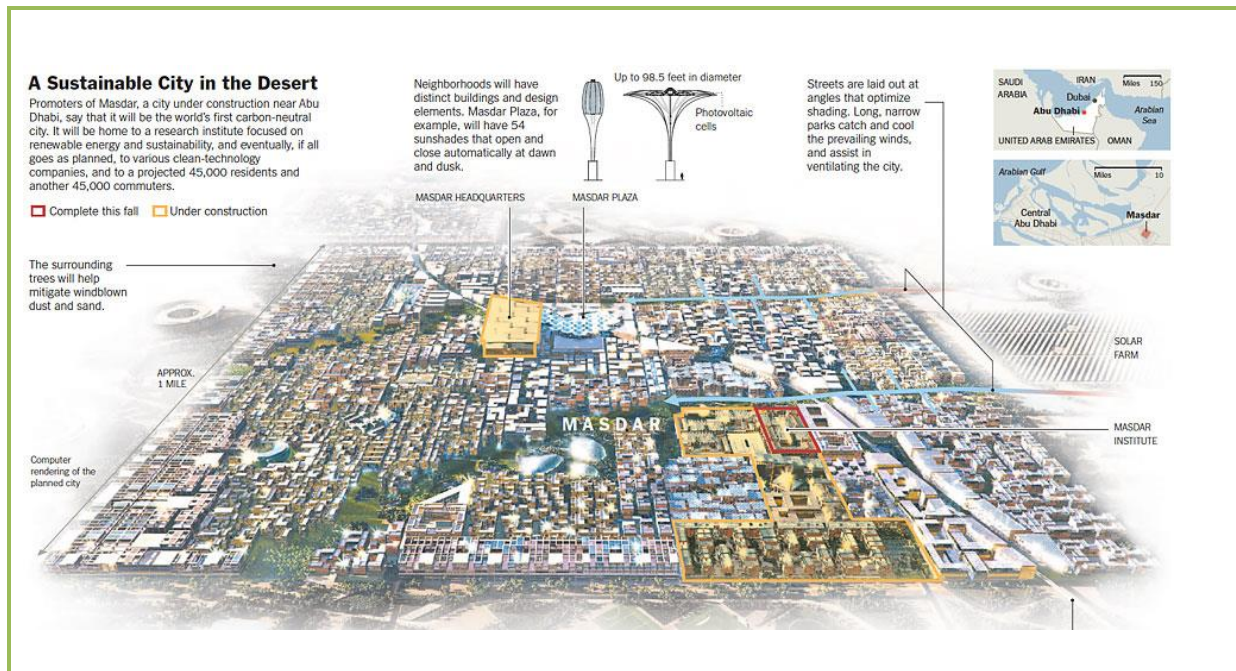 A Sustainable City in the Desert
Promoters of Masdar, a city under construction near Abu
Dhabi, say that it will be the world's first carbon-neutral
city. It will be home to a research institute focused on
renewable energy and sustainability, and eventually, if all
goes as planned, to various clean-technology
companies, and to a projected 45,000 residents and
another 45,000 commuters.
Complete this fall
Under construction
Neighborhoods will have
distinct buildings and design
elements. Masdar Plaza, for
example, will have 54
sunshades that open and
close automatically at dawn
and dusk.
Up to 98.5 feet in diameter
Photovoltaic
cells
Streets are laid out at
angles that optimize
shading. Long, narrow
parks catch and cool
the prevailing winds,
and assist in
ventilating the city.
SAUDI
ARABIA
IRAN
Miles 150
Dubai
Abu Dhabi
Arabian
Sea
UNITED ARAB EMIRATES
OMAN
Arabian Gulf
Miles 10
Central
Abu Dhabi
Masdar
MASDAR HEADQUARTERS
MASDAR PLAZA
The surrounding
trees will help
mitigate windblown
dust and sand.
APPROX.
1 MILE
SOLAR
FARM
MASDAR
MASDAR
INSTITUTE
Computer
rendering of the
planned city